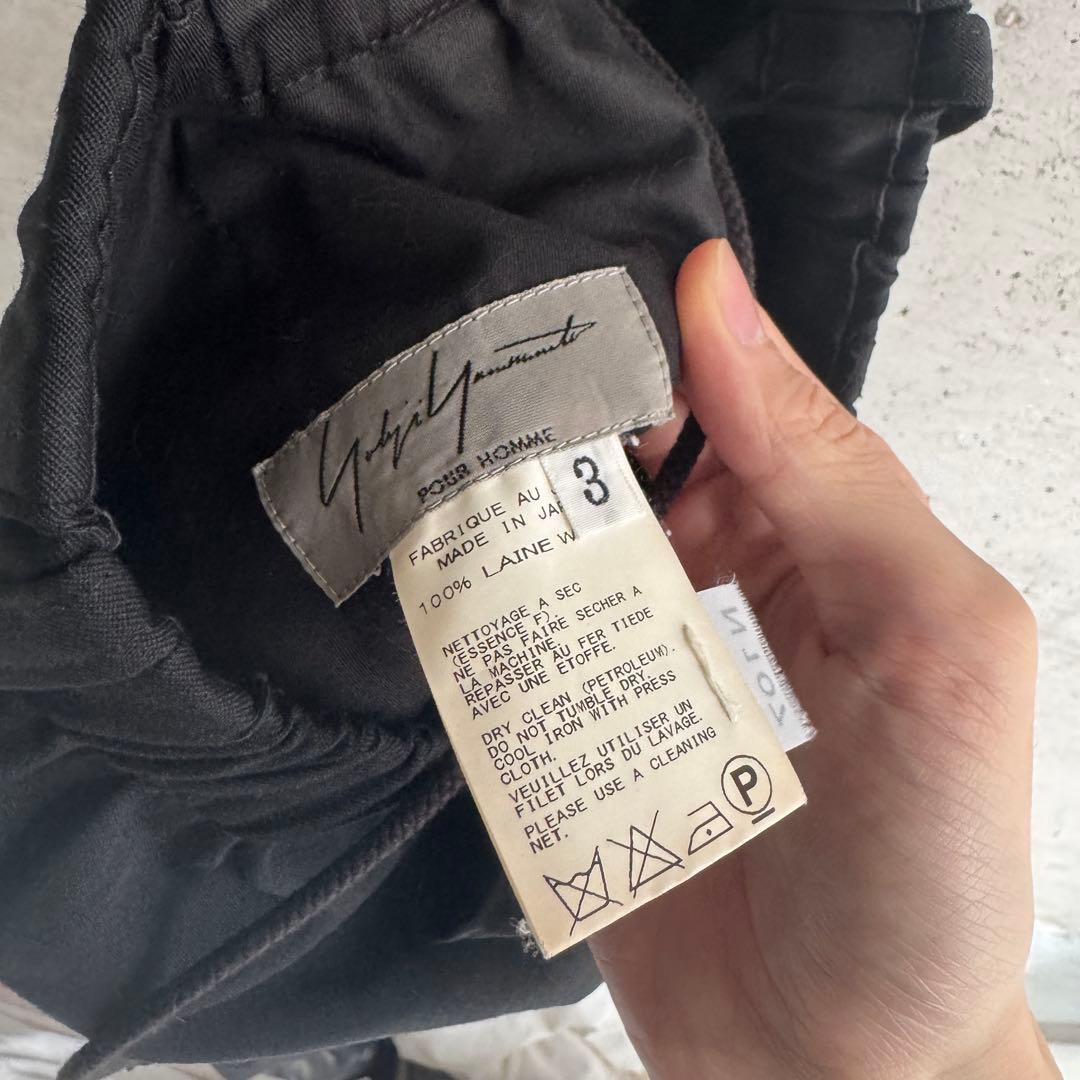 Yohji Yamamoto
POUR HOMME
3
FABRIQUE AU
MADE IN JAP
100% LAINE W
NETTOYAGE A SEC
(ESSENCE F).
NE PAS FAIRE SECHER A
LA MACHINE.
REPASSER AU FER TIEDE
AVEC UNE ETOFFE.
DRY CLEAN (PETROLEUM).
DO NOT TUMBLE DRY.
COOL IRON WITH PRESS
CLOTH.
VEUILLEZ UTILISER UN
FILET LORS DU LAVAGE.
PLEASE USE A CLEANING
NET.
P